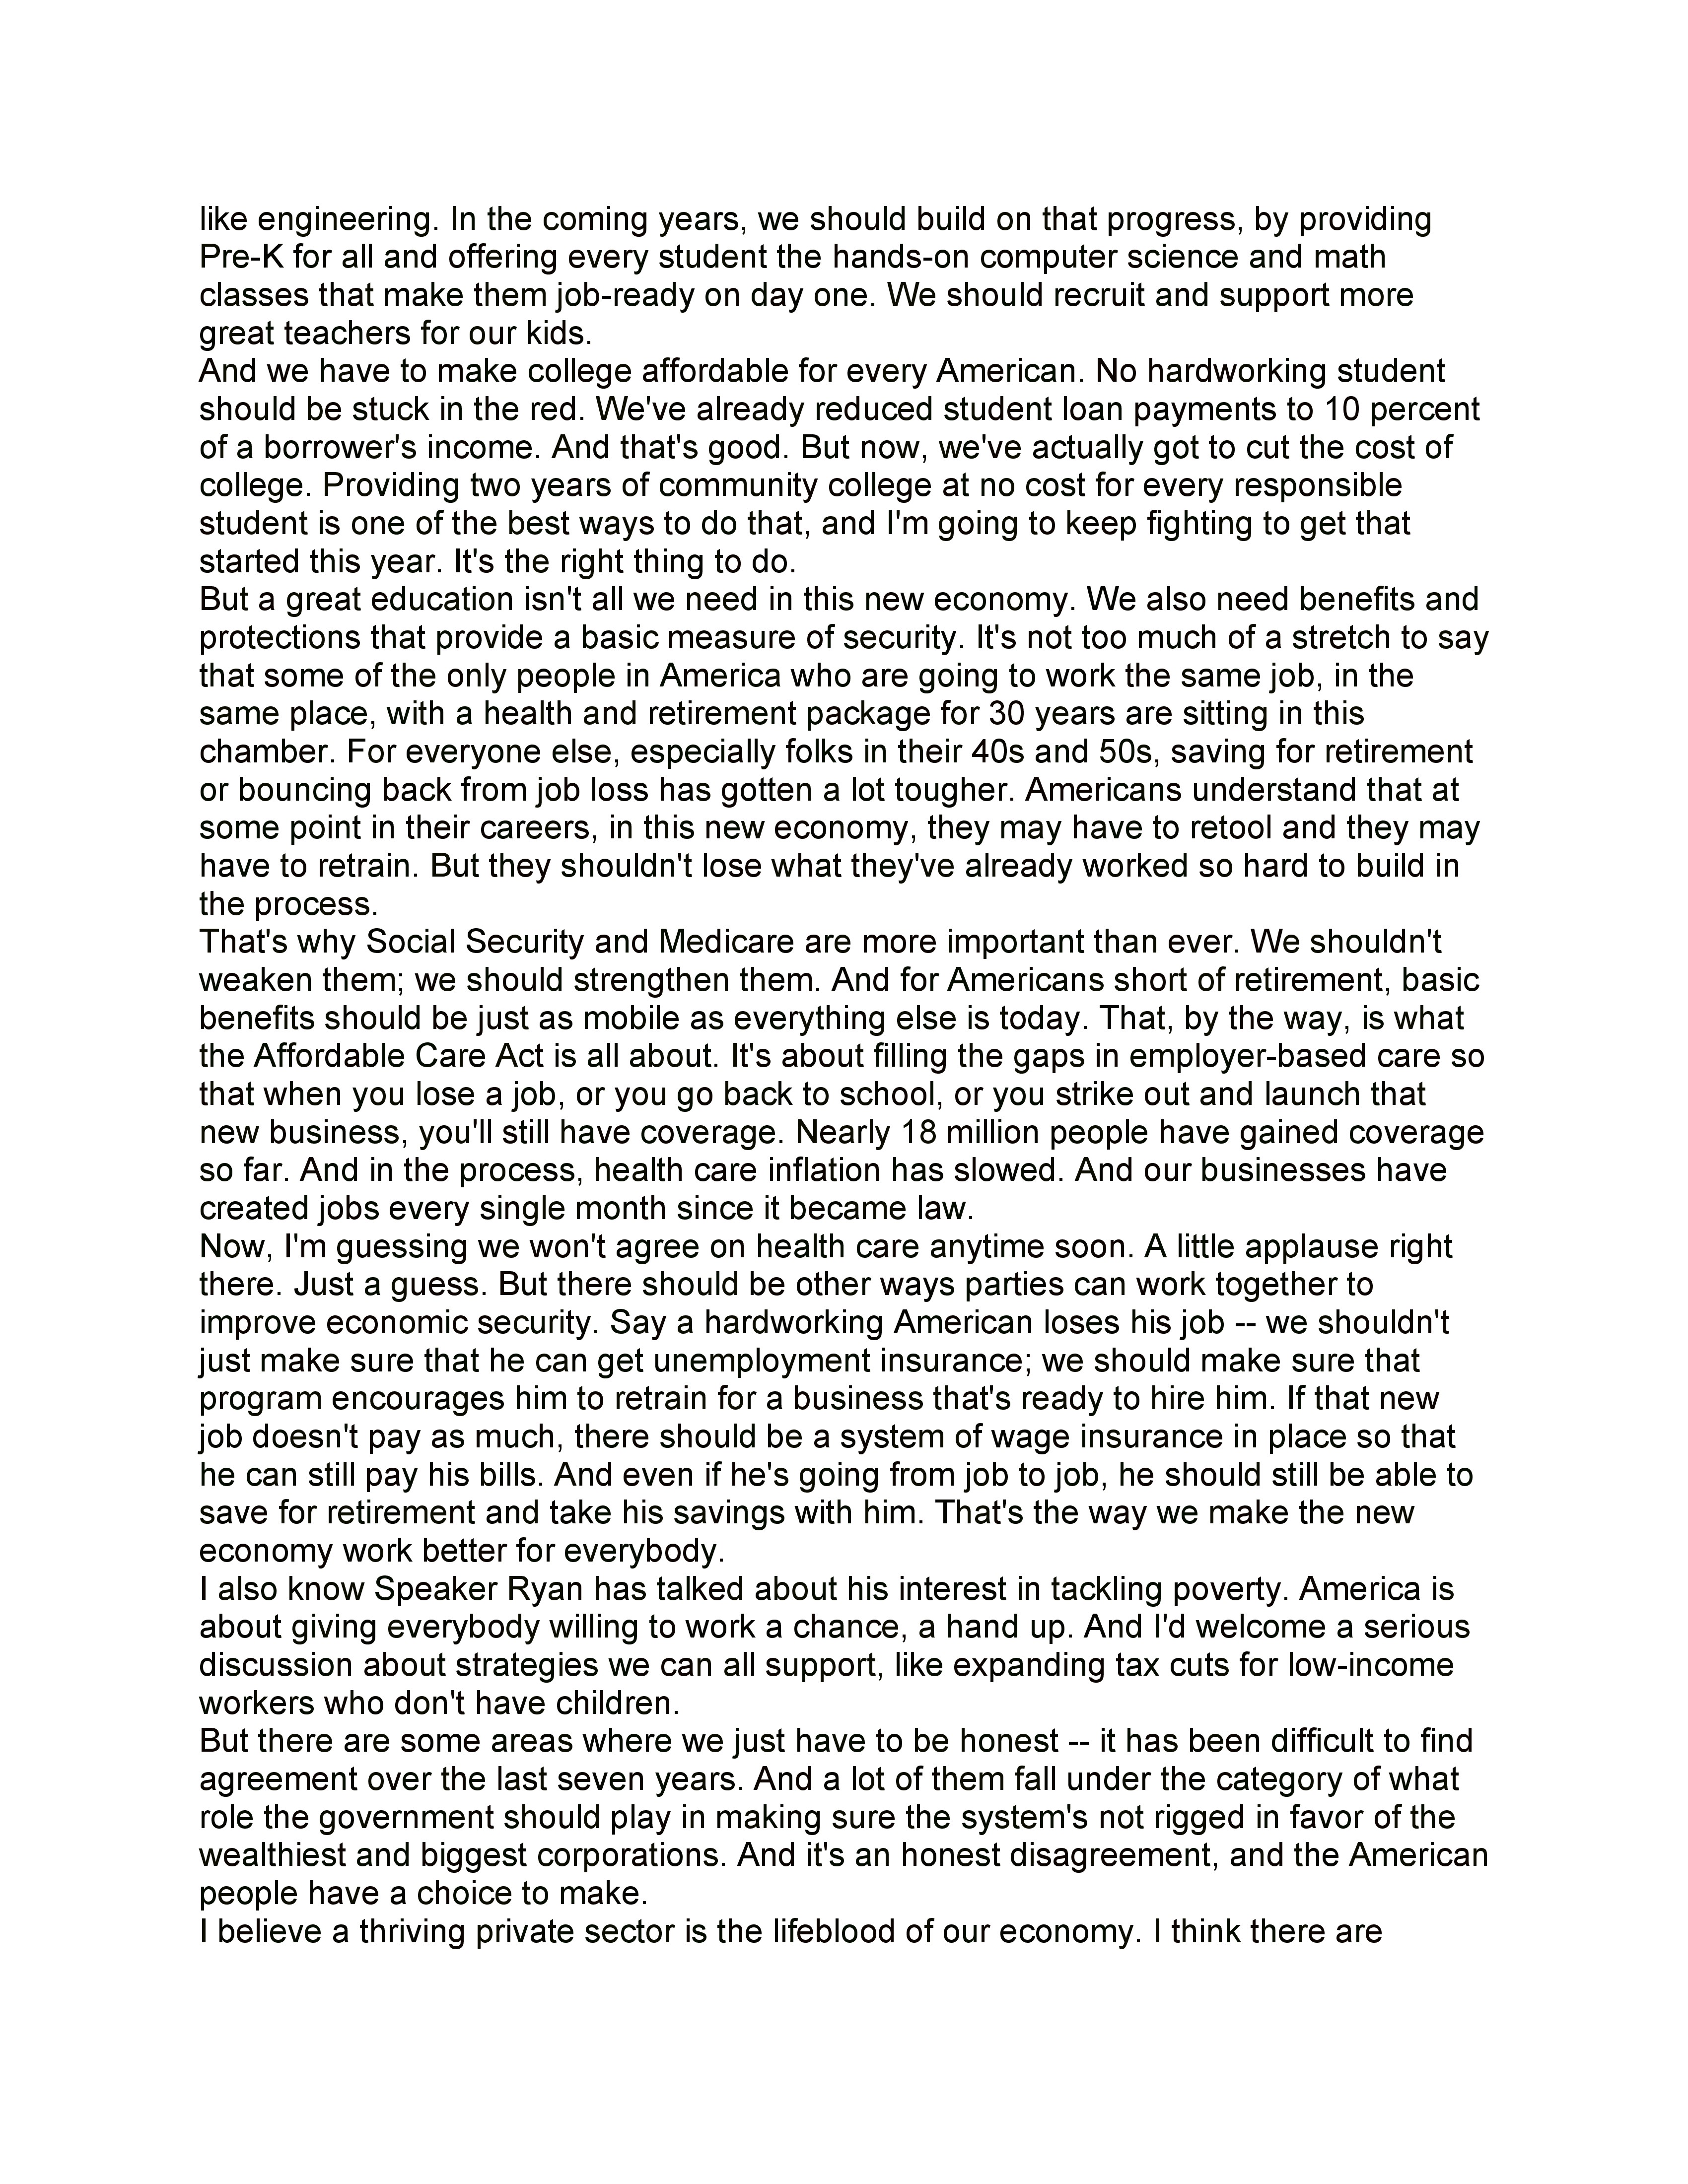 like engineering. In the coming years, we should build on that progress, by providing
Pre-K for all and offering every student the hands-on computer science and math
classes that make them job-ready on day one. We should recruit and support more
great teachers for our kids.
And we have to make college affordable for every American. No hardworking student
should be stuck in the red. We've already reduced student loan payments to 10 percent
of a borrower's income. And that's good. But now, we've actually got to cut the cost of
college. Providing two years of community college at no cost for every responsible
student is one of the best ways to do that, and I'm going to keep fighting to get that
started this year. It's the right thing to do.
But a great education isn't all we need in this new economy. We also need benefits and
protections that provide a basic measure of security. It's not too much of a stretch to say
that some of the only people in America who are going to work the same job, in the
same place, with a health and retirement package for 30 years are sitting in this
chamber. For everyone else, especially folks in their 40s and 50s, saving for retirement
or bouncing back from job loss has gotten a lot tougher. Americans understand that at
some point in their careers, in this new economy, they may have to retool and they may
have to retrain. But they shouldn't lose what they've already worked so hard to build in
the process.
That's why Social Security and Medicare are more important than ever. We shouldn't
weaken them; we should strengthen them. And for Americans short of retirement, basic
benefits should be just as mobile as everything else is today. That, by the way, is what
the Affordable Care Act is all about. It's about filling the gaps in employer-based care so
that when you lose a job, or you go back to school, or you strike out and launch that
new business, you'll still have coverage. Nearly 18 million people have gained coverage
so far. And in the process, health care inflation has slowed. And our businesses have
created jobs every single month since it became law.
Now, I'm guessing we won't agree on health care anytime soon. A little applause right
there. Just a guess. But there should be other ways parties can work together to
improve economic security. Say a hardworking American loses his job -- we shouldn't
just make sure that he can get unemployment insurance; we should make sure that
program encourages him to retrain for a business that's ready to hire him. If that new
job doesn't pay as much, there should be a system of wage insurance in place so that
he can still pay his bills. And even if he's going from job to job, he should still be able to
save for retirement and take his savings with him. That's the way we make the new
economy work better for everybody.
I also know Speaker Ryan has talked about his interest in tackling poverty. America is
about giving everybody willing to work a chance, a hand up. And I'd welcome a serious
discussion about strategies we can all support, like expanding tax cuts for low-income
workers who don't have children.
But there are some areas where we just have to be honest -- it has been difficult to find
agreement over the last seven years. And a lot of them fall under the category of what
role the government should play in making sure the system's not rigged in favor of the
wealthiest and biggest corporations. And it's an honest disagreement, and the American
people have a choice to make.
I believe a thriving private sector is the lifeblood of our economy. I think there are